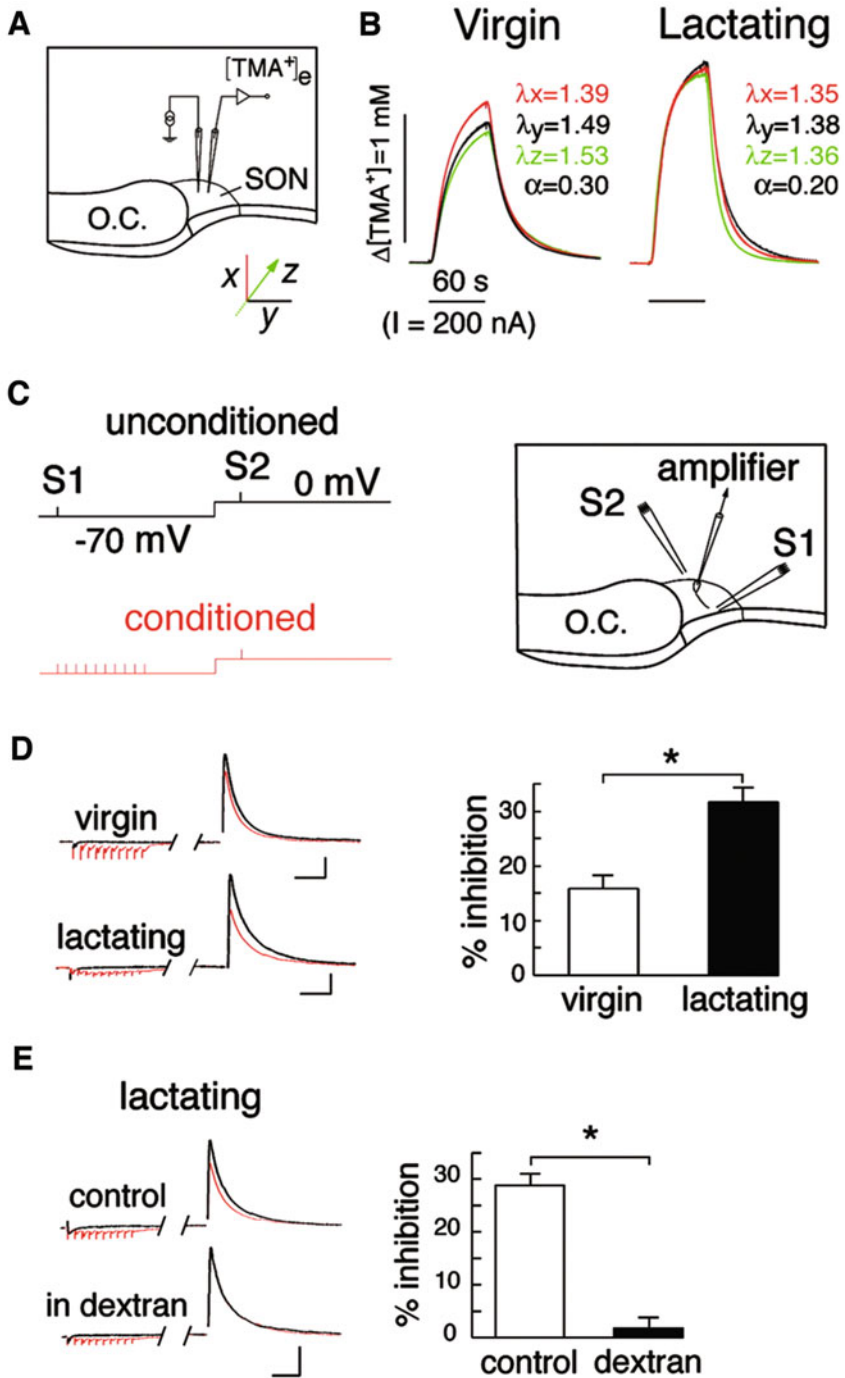 A
[TMA+]e
SON
O.C.
x
z
y
B
Virgin
Lactating
Δ[TMA+]=1 mM
λx=1.39
λy=1.49
λz=1.53
α=0.30
λx=1.35
λy=1.38
λz=1.36
α=0.20
60 s
(I = 200 nA)
C
unconditioned
S1
S2
0 mV
-70 mV
conditioned
amplifier
S2
S1
O.C.
D
virgin
lactating
*
% inhibition
30
20
10
0
virgin
lactating
E
lactating
control
in dextran
*
% inhibition
30
20
10
0
control
dextran